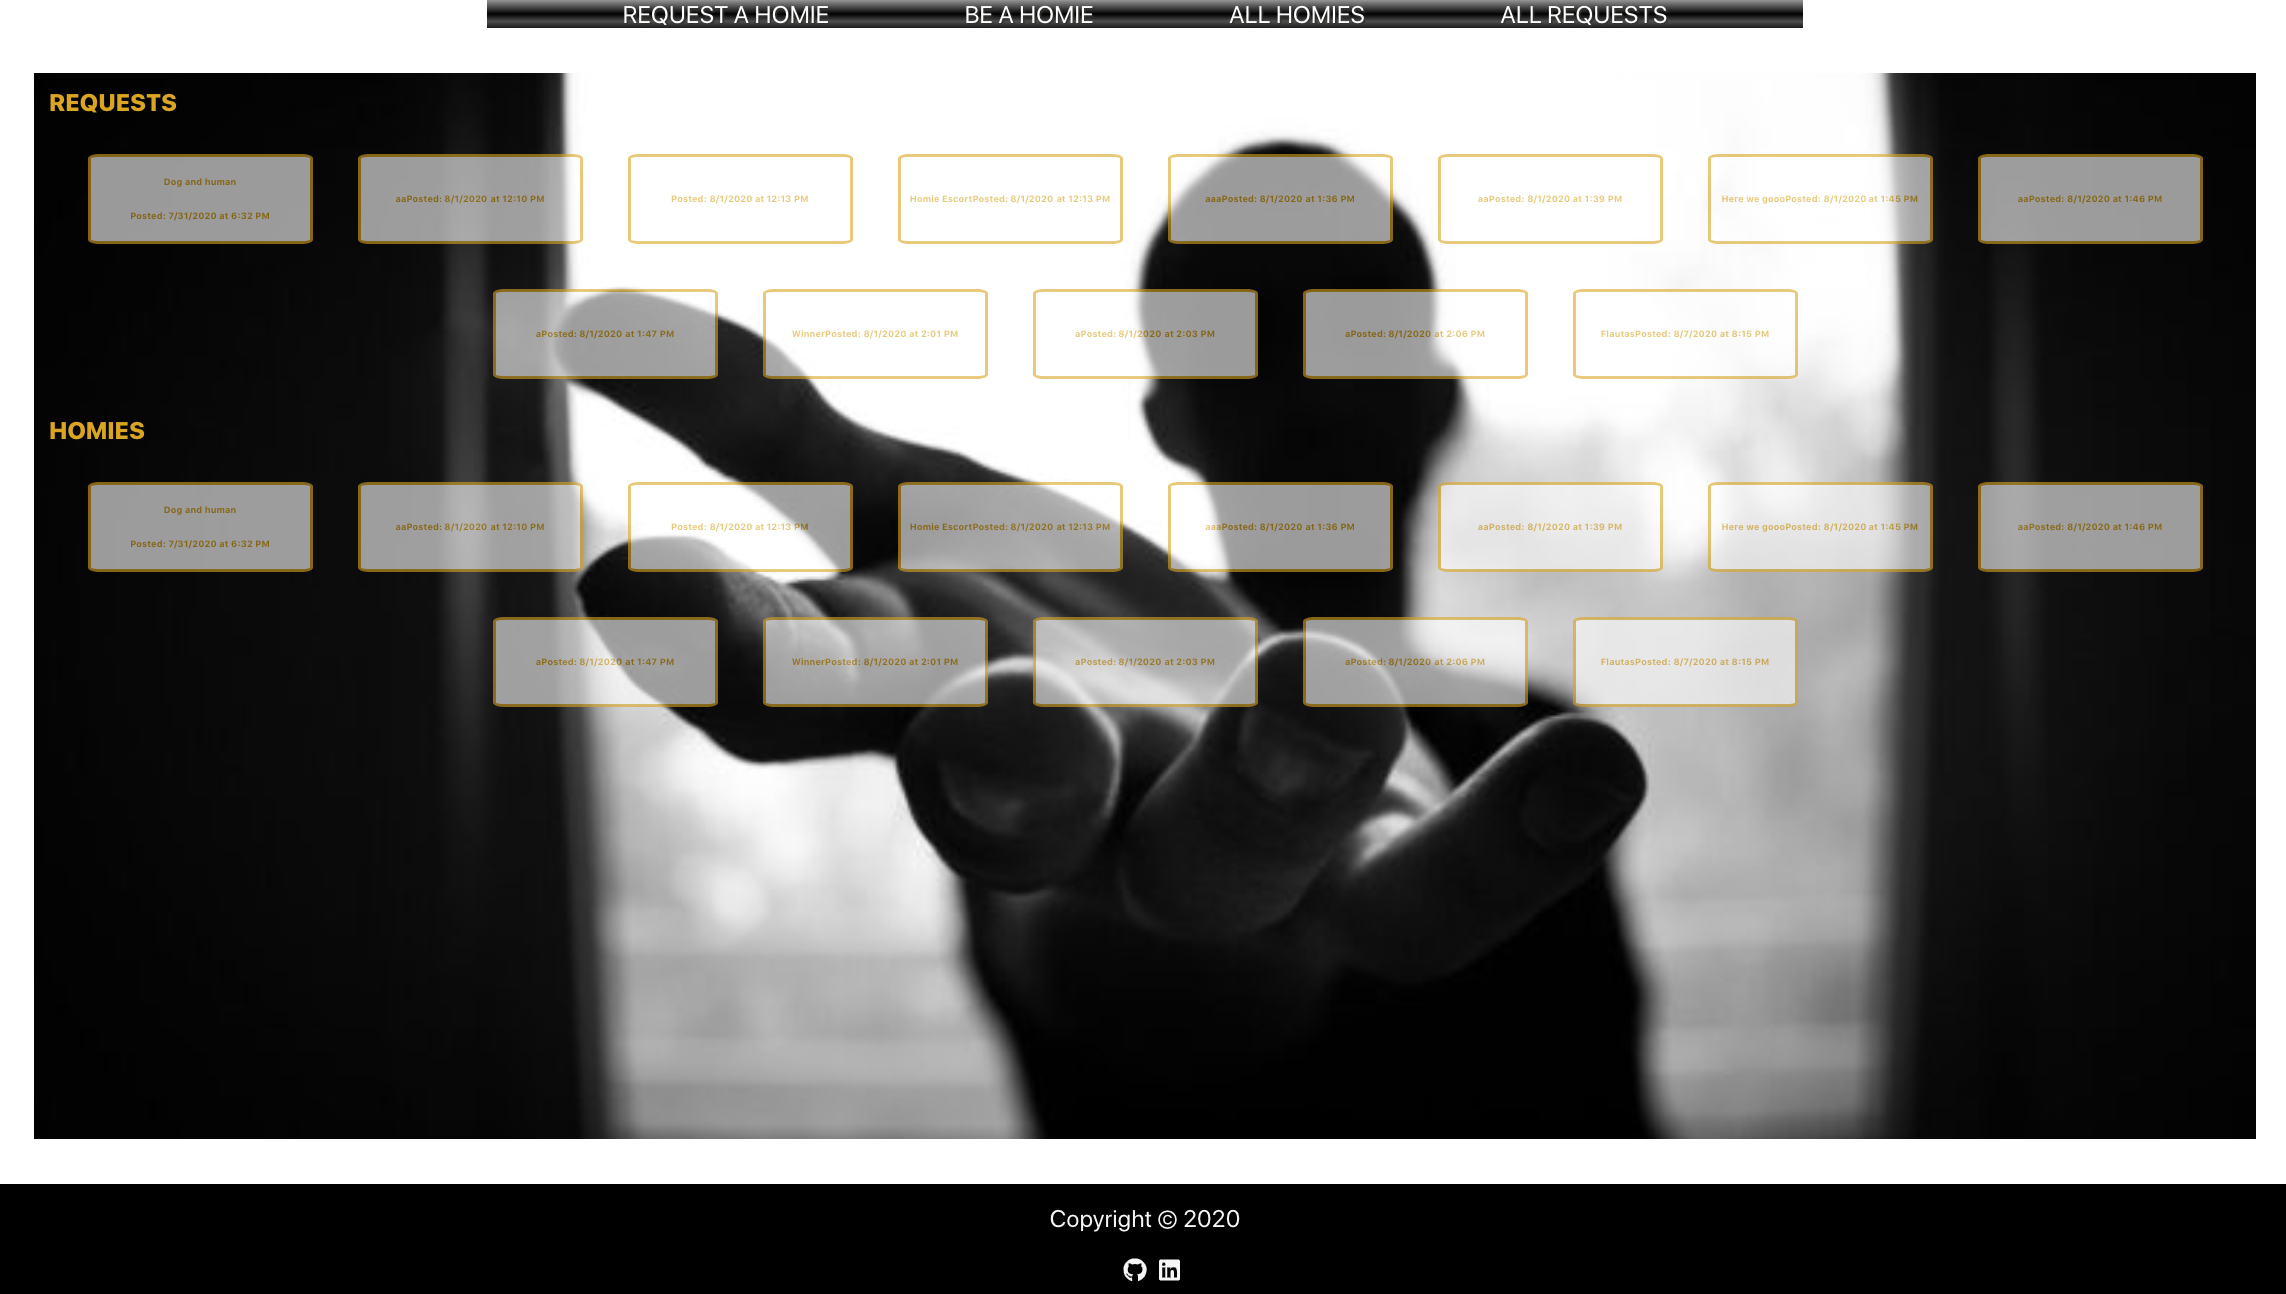 REQUEST A HOMIE BE A HOMIE ALL HOMIES ALL REQUESTS
REQUESTS
Dog and human
Posted: 7/31/2020 at 6:32 PM
aaPosted: 8/1/2020 at 12:10 PM
Posted: 8/1/2020 at 12:13 PM
Homie EscortPosted: 8/1/2020 at 12:13 PM
aaaPosted: 8/1/2020 at 1:36 PM
aaPosted: 8/1/2020 at 1:39 PM
Here we goooPosted: 8/1/2020 at 1:45 PM
aaPosted: 8/1/2020 at 1:46 PM
aPosted: 8/1/2020 at 1:47 PM
WinnerPosted: 8/1/2020 at 2:01 PM
aPosted: 8/1/2020 at 2:03 PM
aPosted: 8/1/2020 at 2:06 PM
FlautasPosted: 8/7/2020 at 8:15 PM
HOMIES
Dog and human
Posted: 7/31/2020 at 6:32 PM
aaPosted: 8/1/2020 at 12:10 PM
Posted: 8/1/2020 at 12:13 PM
Homie EscortPosted: 8/1/2020 at 12:13 PM
aaaPosted: 8/1/2020 at 1:36 PM
aaPosted: 8/1/2020 at 1:39 PM
Here we goooPosted: 8/1/2020 at 1:45 PM
aaPosted: 8/1/2020 at 1:46 PM
aPosted: 8/1/2020 at 1:47 PM
WinnerPosted: 8/1/2020 at 2:01 PM
aPosted: 8/1/2020 at 2:03 PM
aPosted: 8/1/2020 at 2:06 PM
FlautasPosted: 8/7/2020 at 8:15 PM
Copyright © 2020